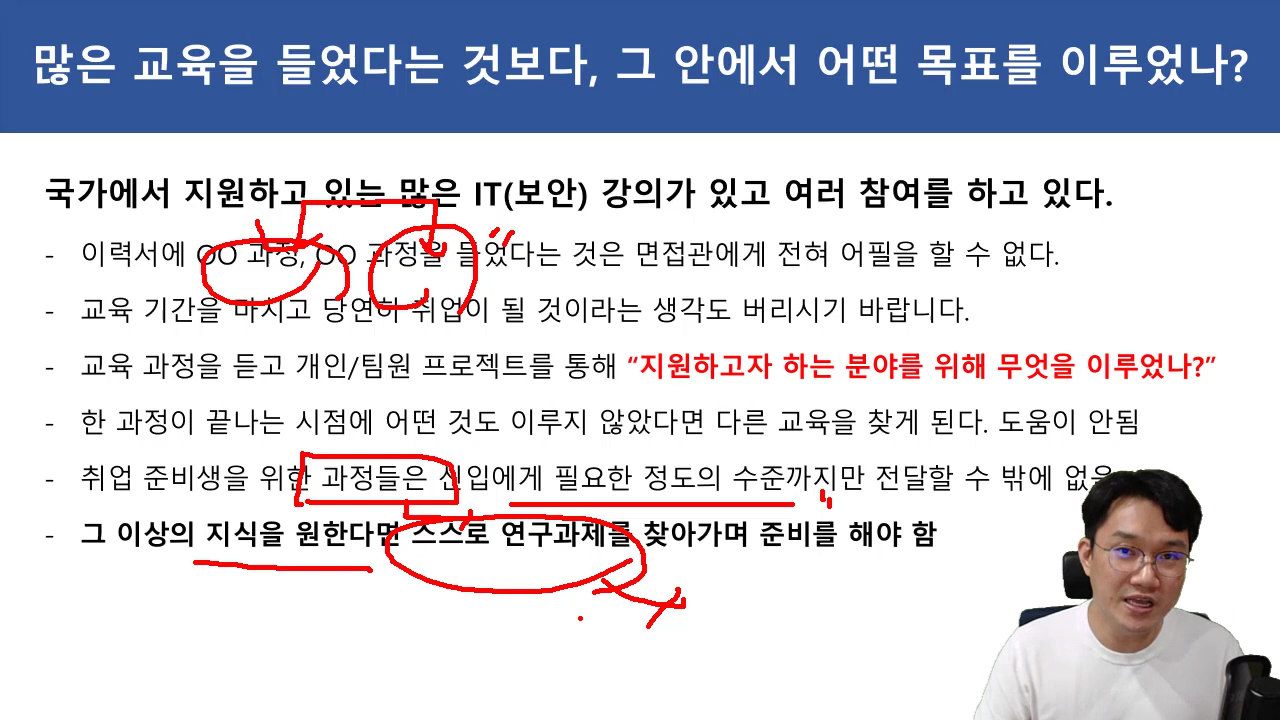 많은 교육을 들었다는 것보다, 그 안에서 어떤 목표를 이루었나?
국가에서 지원하고 있는 많은 IT(보안) 강의가 있고 여러 참여를 하고 있다.
- 이력서에 OO 과정, OO 과정을 들었다는 것은 면접관에게 전혀 어필을 할 수 없다.
- 교육 기간을 마치고 당연히 취업이 될 것이라는 생각도 버리시기 바랍니다.
- 교육 과정을 듣고 개인/팀원 프로젝트를 통해 “지원하고자 하는 분야를 위해 무엇을 이루었나?”
- 한 과정이 끝나는 시점에 어떤 것도 이루지 않았다면 다른 교육을 찾게 된다. 도움이 안됨
- 취업 준비생을 위한 과정들은 신입에게 필요한 정도의 수준까지만 전달할 수 밖에 없음
- 그 이상의 지식을 원한다면 스스로 연구과제를 찾아가며 준비를 해야 함